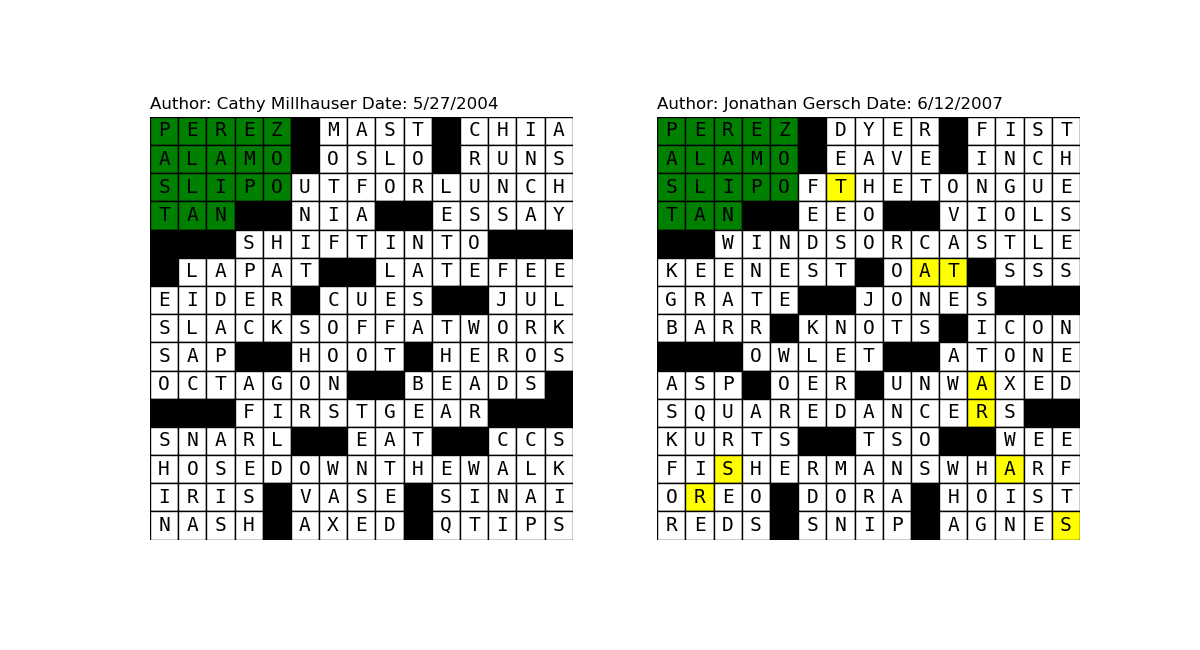 Author: Cathy Millhauser Date: 5/27/2004
PEREZ MAST CHIA
ALAMO OSLO RUNS
SLIPOUTFORLUNCH
TAN NIA ESSAY
SHIFTINTO
LAPAT LATEFEE
EIDER CUES JUL
SLACKSOFFATWORK
SAP HOOT HEROS
OCTAGON BEADS
FIRSTGEAR
SNARL EAT CCS
HOSEDOWNTHEWALK
IRIS VASE SINAI
NASH AXED QTIPS
Author: Jonathan Gersch Date: 6/12/2007
PEREZ DYER FIST
ALAMO EAVE INCH
SLIPOFTHETONGUE
TAN EEO VIOLS
WINDSORCASTLE
KEENEST OAT SSS
GRATE JONES
BARR KNOTS ICON
OWLET ATONE
ASP OER UNWAXED
SQUAREDANCERS
KURTS TSO WEE
FISHERMANSWHARF
OREO DORA HOIST
REDS SNIP AGNES